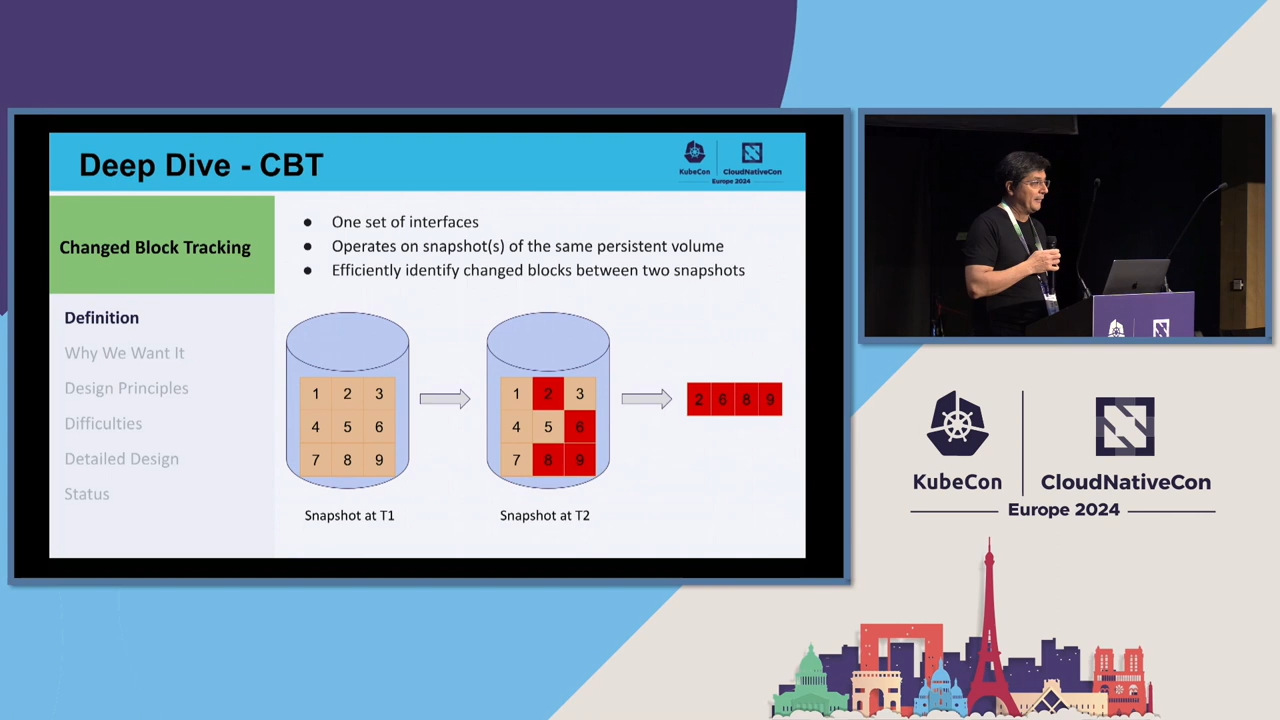 Deep Dive - CBT
KubeCon
CloudNativeCon
Europe 2024
Changed Block Tracking
Definition
Why We Want It
Design Principles
Difficulties
Detailed Design
Status
● One set of interfaces
● Operates on snapshot(s) of the same persistent volume
● Efficiently identify changed blocks between two snapshots
1 2 3
4 5 6
7 8 9
Snapshot at T1
1 2 3
4 5 6
7 8 9
Snapshot at T2
2 6 8 9
KubeCon
CloudNativeCon
Europe 2024